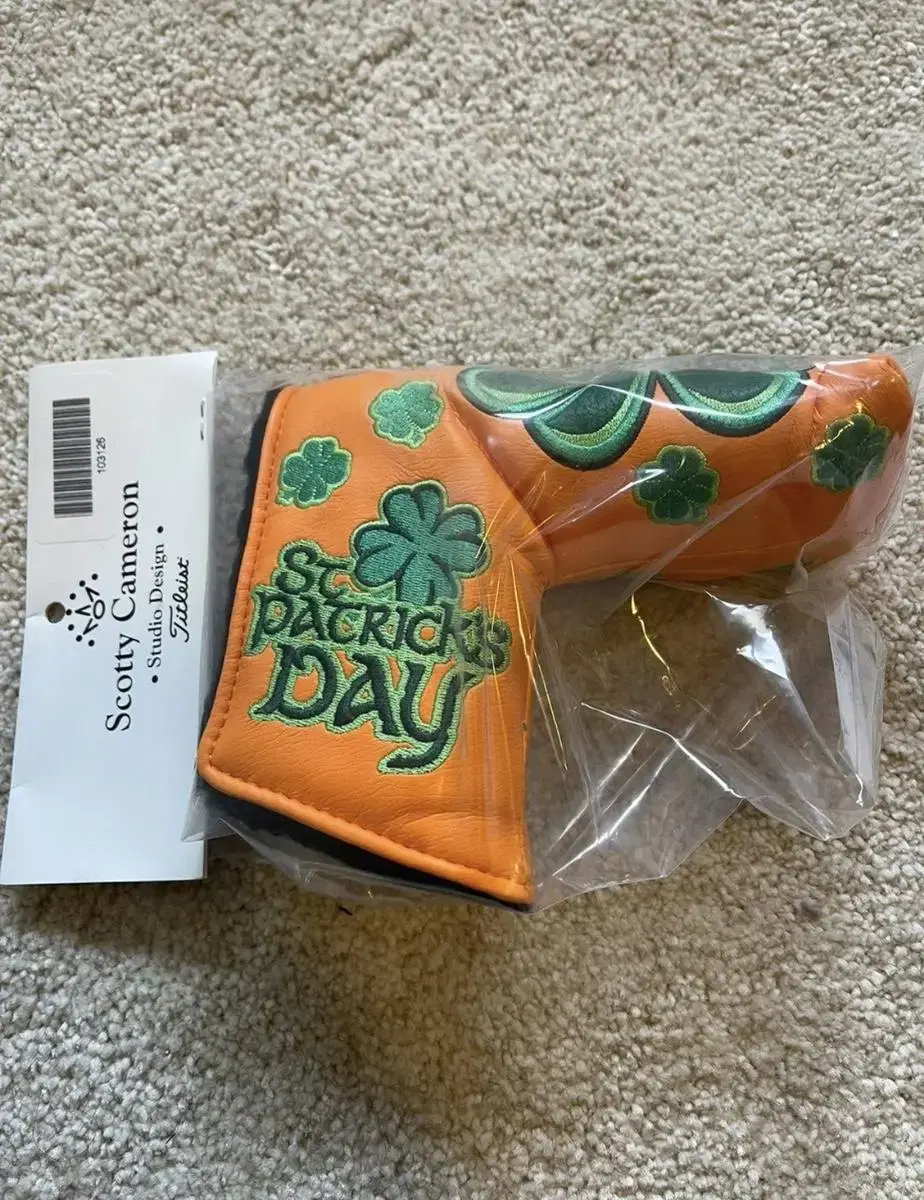 103126
Scotty Cameron
• Studio Design •
Titleist
St.
Patrick's
Day